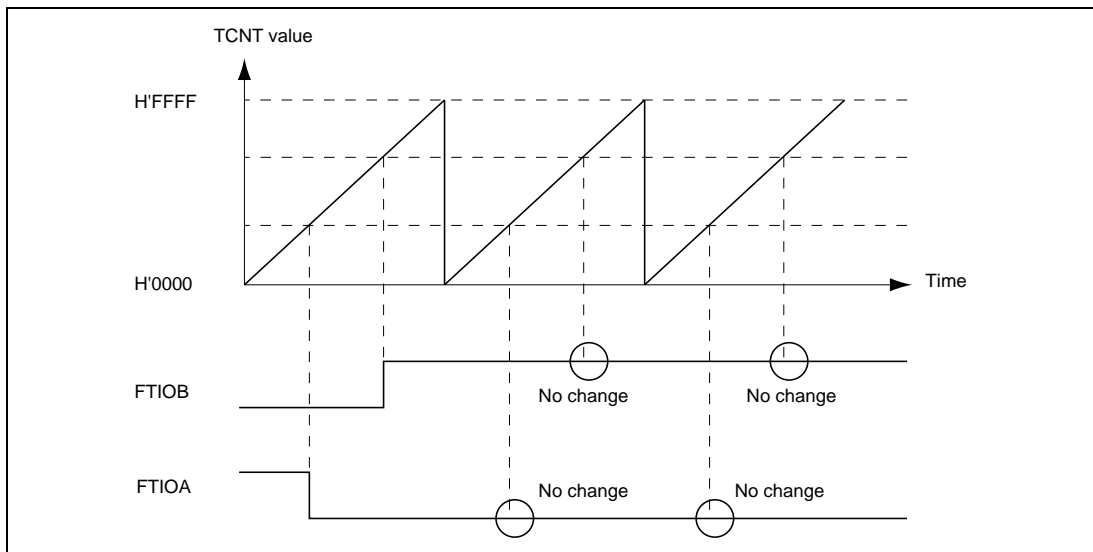 TCNT value
H'FFFF
H'0000
Time
FTIOB
No change
No change
FTIOA
No change
No change